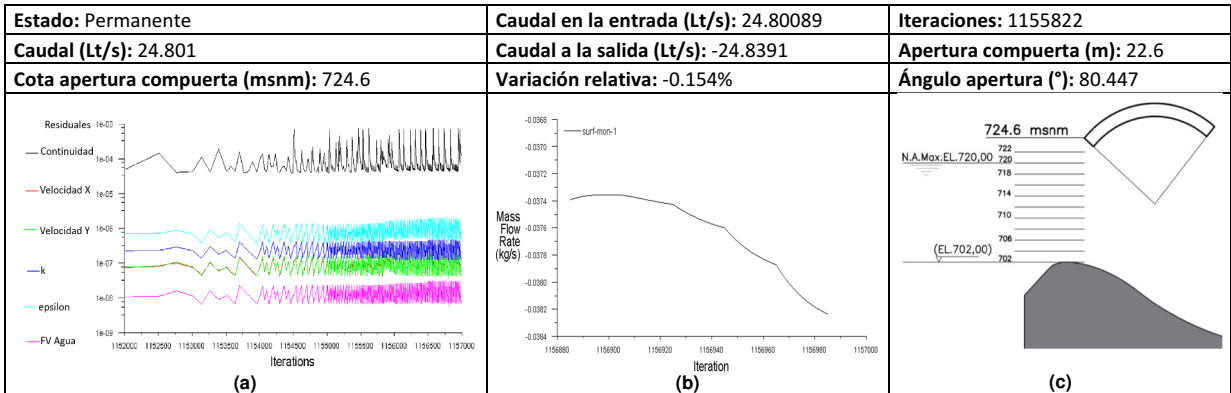 Estado: Permanente
Caudal en la entrada (Lt/s): 24.80089
Iteraciones: 1155822
Caudal (Lt/s): 24.801
Caudal a la salida (Lt/s): -24.8391
Apertura compuerta (m): 22.6
Cota apertura compuerta (msnm): 724.6
Variación relativa: -0.154%
Ángulo apertura (°): 80.447
Residuales
Continuidad
Velocidad X
Velocidad Y
k
epsilon
FV Agua
1e-03
1e-04
1e-05
1e-06
1e-07
1e-08
1e-09
1152000
1152500
1153000
1153500
1154000
1154500
1155000
1155500
1156000
1156500
1157000
Iterations
(a)
surf-mon-1
Mass
Flow
Rate
(kg/s)
-0.0368
-0.0370
-0.0372
-0.0374
-0.0376
-0.0378
-0.0380
-0.0382
-0.0384
1156880
1156900
1156920
1156940
1156960
1156980
1157000
Iteration
(b)
724.6 msnm
722
N.A.Max.EL.720,00
720
718
714
710
706
(EL.702,00)
702
(c)